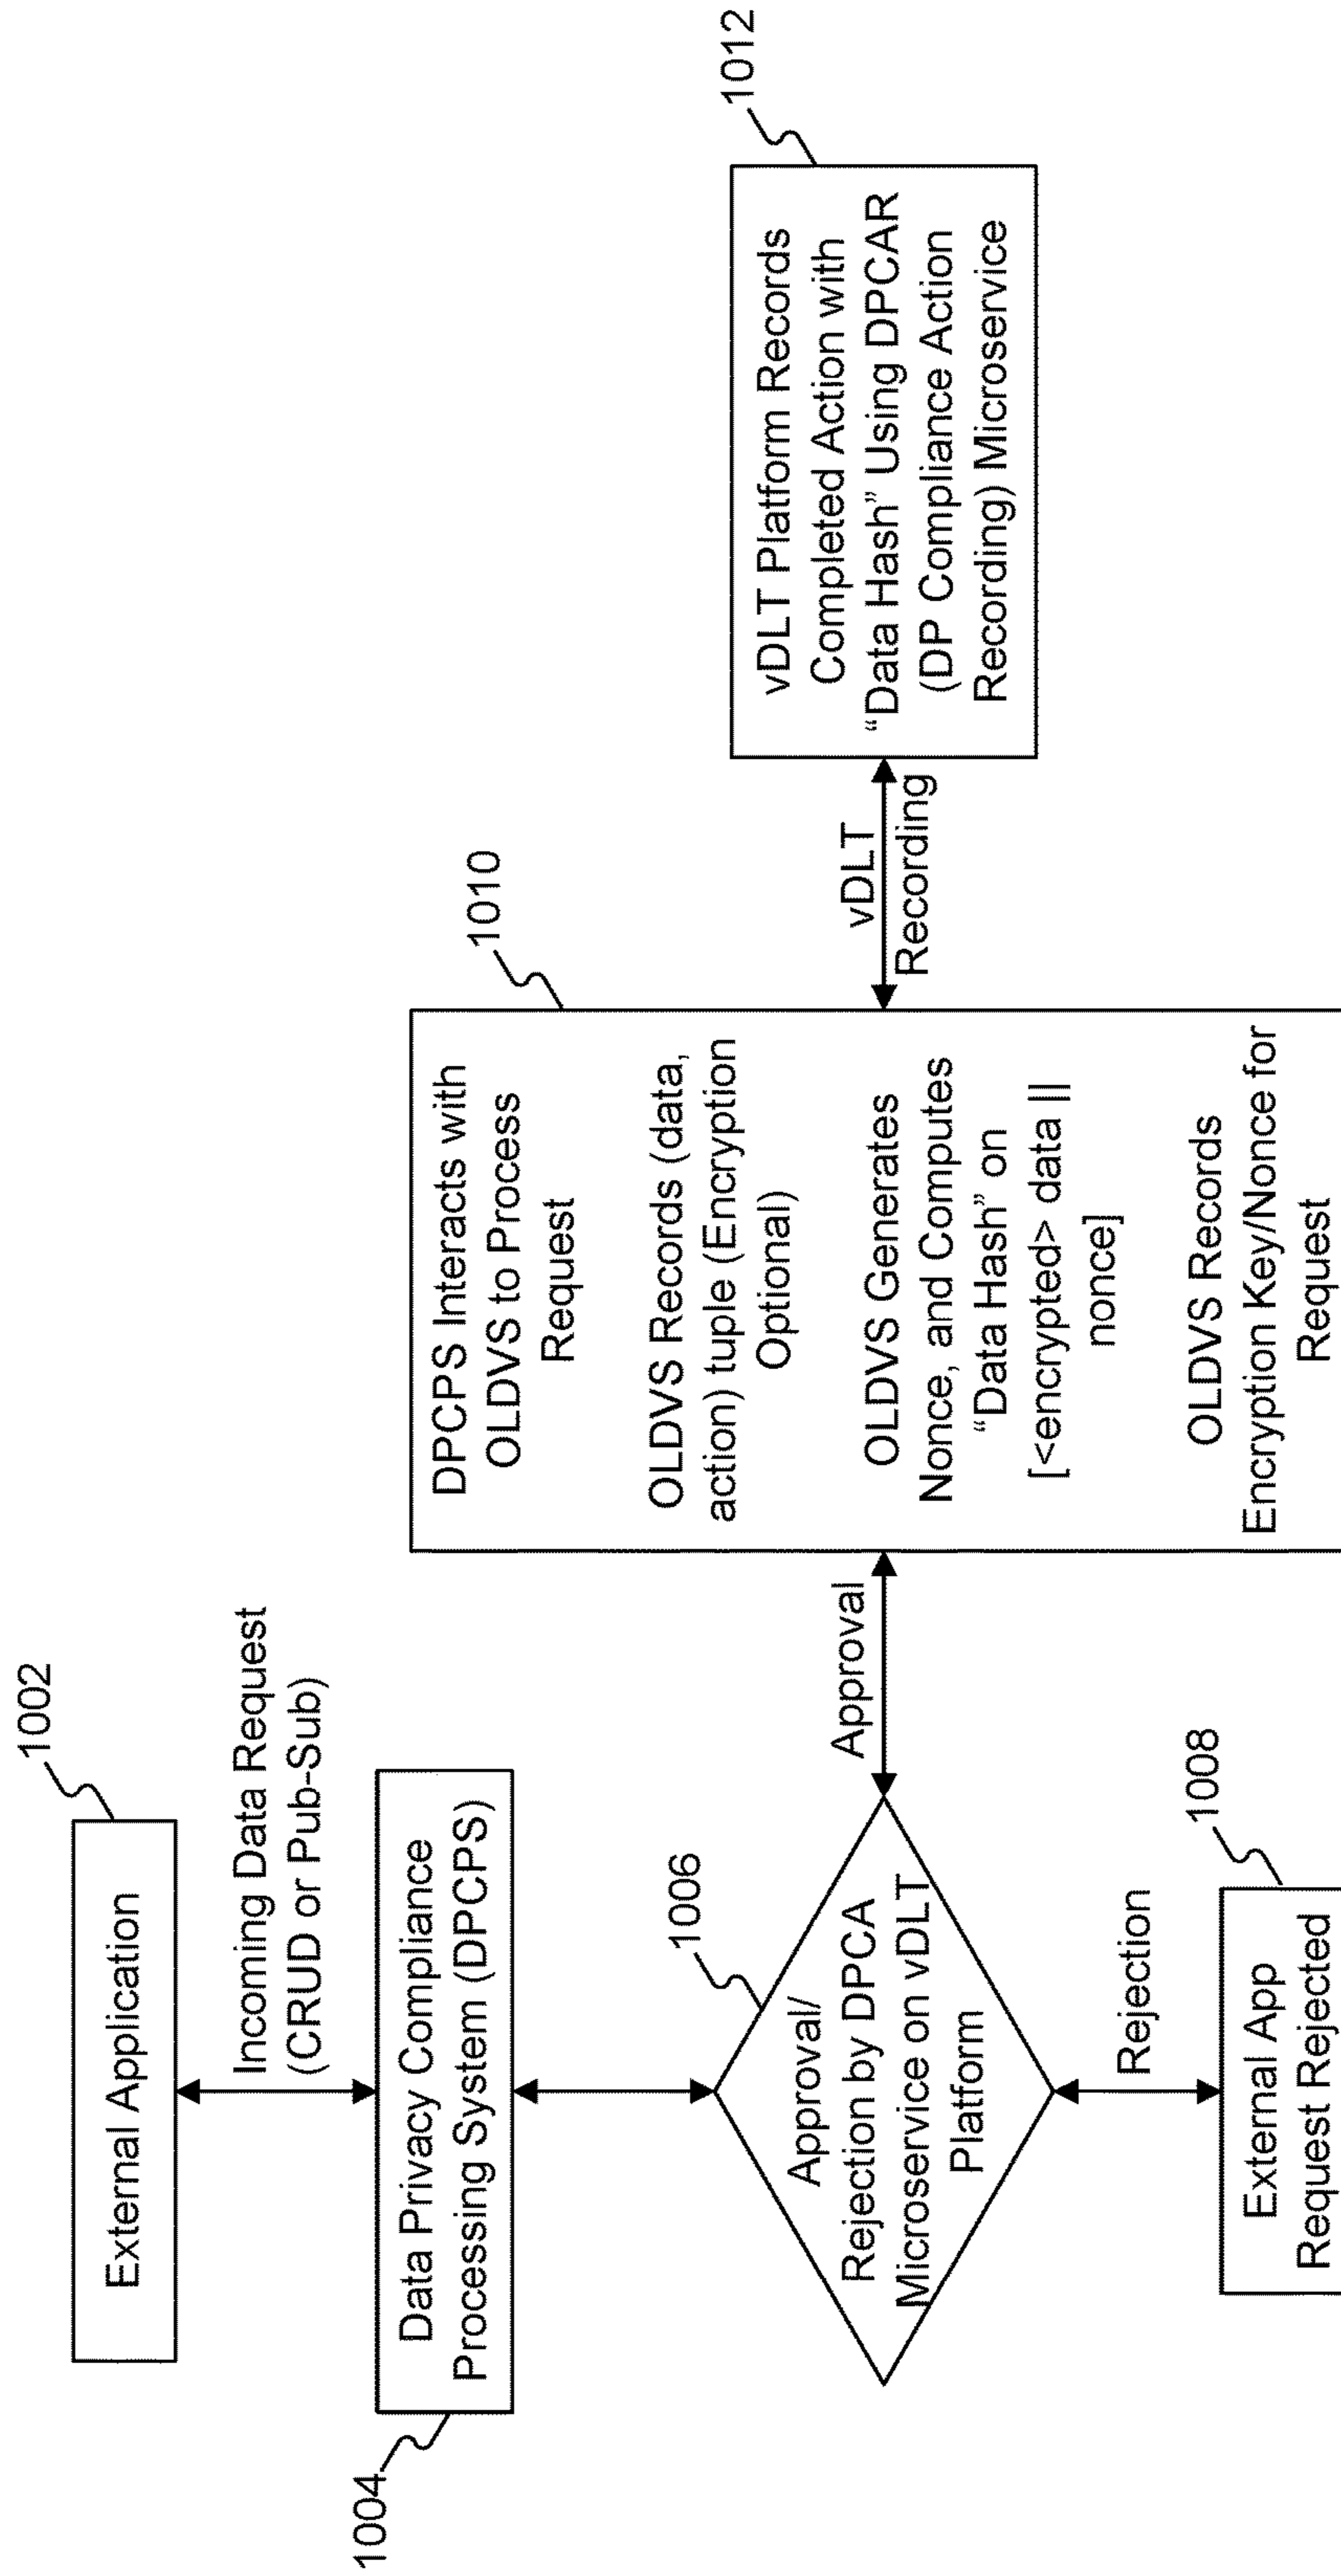 1002
External Application
Incoming Data Request
(CRUD or Pub-Sub)
1004
Data Privacy Compliance
Processing System (DPCPS)
1006
Approval/
Rejection by DPCA
Microservice on vDLT
Platform
Rejection
1008
External App
Request Rejected
Approval
1010
DPCPS Interacts with
OLDVS to Process
Request
OLDVS Records (data,
action) tuple (Encryption
Optional)
OLDVS Generates
Nonce, and Computes
“Data Hash” on
[<encrypted> data ||
nonce]
OLDVS Records
Encryption Key/Nonce for
Request
vDLT
Recording
1012
vDLT Platform Records
Completed Action with
“Data Hash” Using DPCAR
(DP Compliance Action
Recording) Microservice